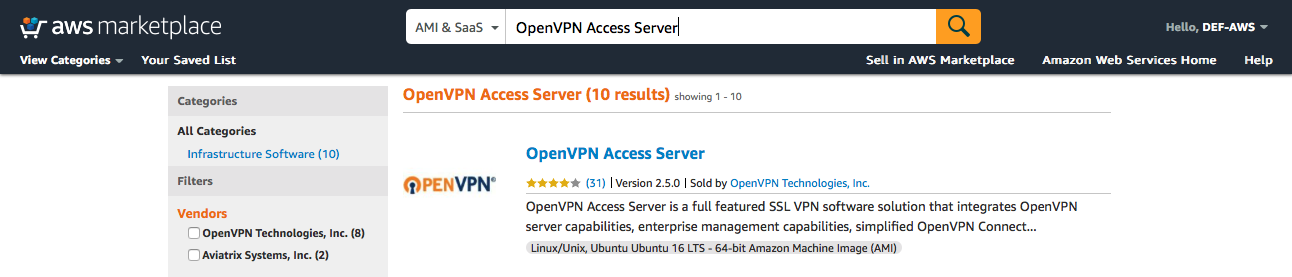 aws marketplace
AMI & SaaS
OpenVPN Access Server
Hello, DEF-AWS
View Categories
Your Saved List
Sell in AWS Marketplace
Amazon Web Services Home
Help
Categories
All Categories
Infrastructure Software (10)
Filters
Vendors
OpenVPN Technologies, Inc. (8)
Aviatrix Systems, Inc. (2)
OpenVPN Access Server (10 results) showing 1 - 10
OPENVPN®
OpenVPN Access Server
(31) | Version 2.5.0 | Sold by OpenVPN Technologies, Inc.
OpenVPN Access Server is a full featured SSL VPN software solution that integrates OpenVPN
server capabilities, enterprise management capabilities, simplified OpenVPN Connect...
Linux/Unix, Ubuntu Ubuntu 16 LTS - 64-bit Amazon Machine Image (AMI)